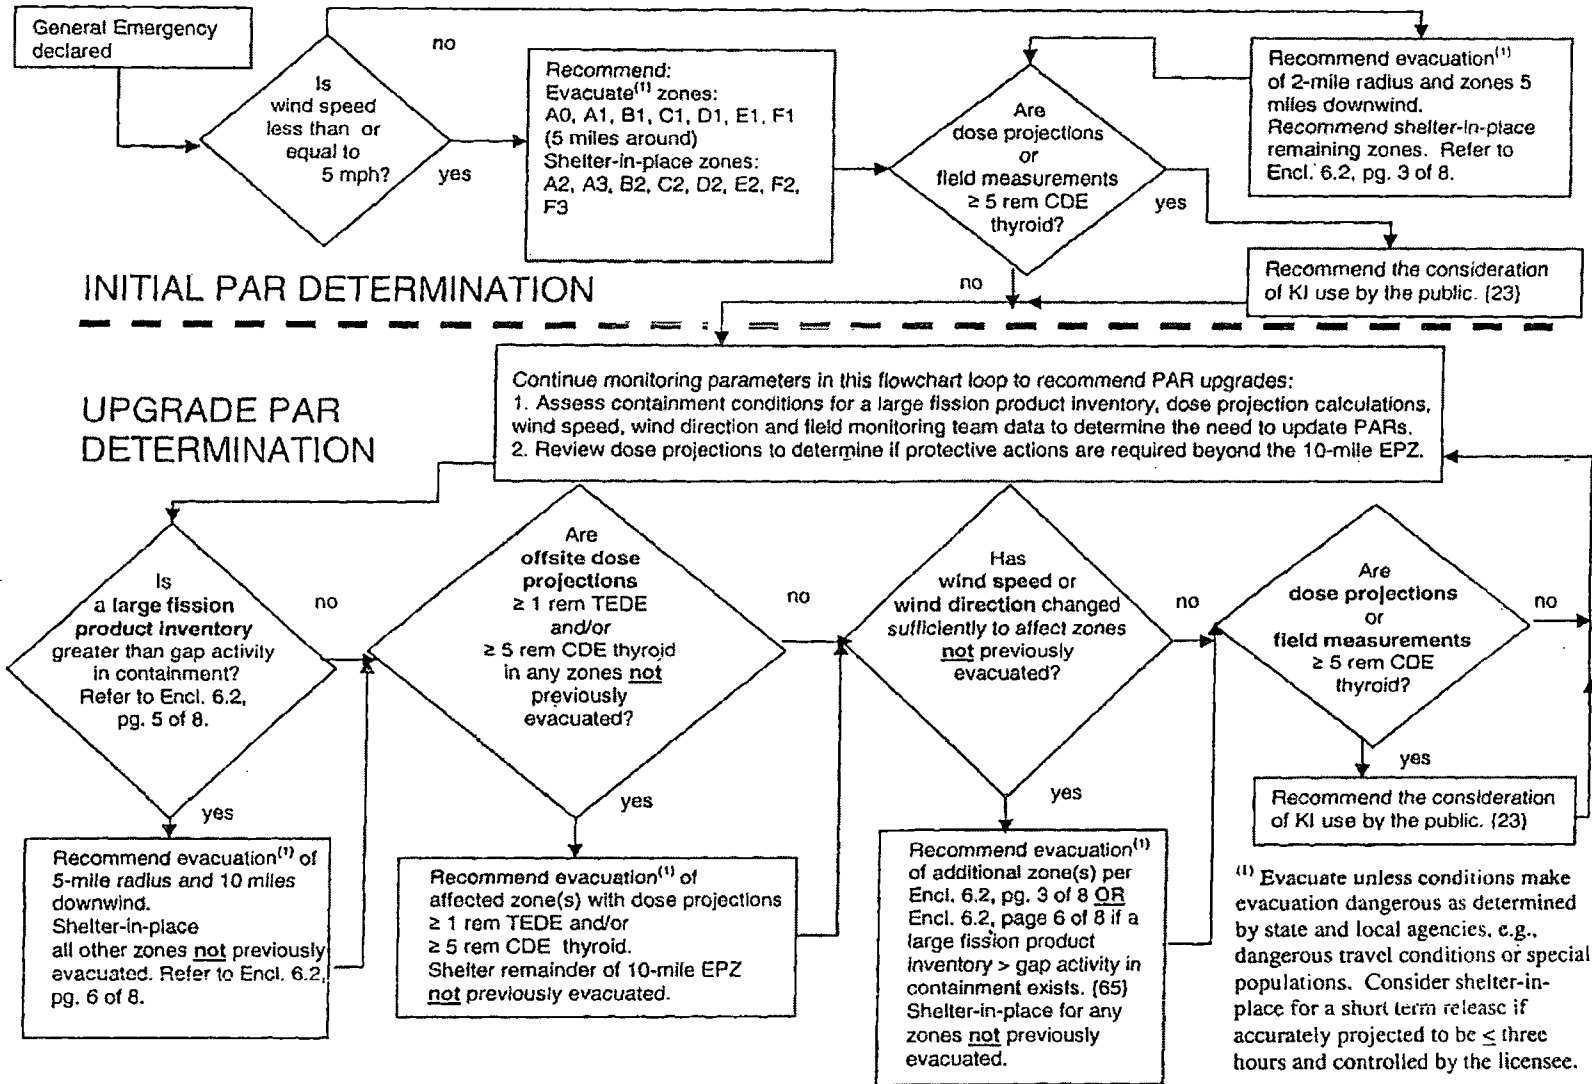 General Emergency
declared
Is
wind speed
less than or
equal to
5 mph?
no
yes
Recommend:
Evacuate(1) zones:
A0, A1, B1, C1, D1, E1, F1
(5 miles around)
Shelter-in-place zones:
A2, A3, B2, C2, D2, E2, F2,
F3
Are
dose projections
or
field measurements
≥ 5 rem CDE
thyroid?
yes
no
Recommend evacuation(1)
of 2-mile radius and zones 5
miles downwind.
Recommend shelter-in-place
remaining zones. Refer to
Encl. 6.2, pg. 3 of 8.
Recommend the consideration
of KI use by the public. {23}
INITIAL PAR DETERMINATION
UPGRADE PAR
DETERMINATION
Continue monitoring parameters in this flowchart loop to recommend PAR upgrades:
1. Assess containment conditions for a large fission product inventory, dose projection calculations,
wind speed, wind direction and field monitoring team data to determine the need to update PARs.
2. Review dose projections to determine if protective actions are required beyond the 10-mile EPZ.
Is
a large fission
product inventory
greater than gap activity
in containment?
Refer to Encl. 6.2,
pg. 5 of 8.
no
yes
Recommend evacuation(1) of
5-mile radius and 10 miles
downwind.
Shelter-in-place
all other zones not previously
evacuated. Refer to Encl. 6.2,
pg. 6 of 8.
Are
offsite dose
projections
≥ 1 rem TEDE
and/or
≥ 5 rem CDE thyroid
in any zones not
previously
evacuated?
no
yes
Recommend evacuation(1) of
affected zone(s) with dose projections
≥ 1 rem TEDE and/or
≥ 5 rem CDE thyroid.
Shelter remainder of 10-mile EPZ
not previously evacuated.
Has
wind speed or
wind direction changed
sufficiently to affect zones
not previously
evacuated?
no
yes
Recommend evacuation(1)
of additional zone(s) per
Encl. 6.2, pg. 3 of 8 OR
Encl. 6.2, page 6 of 8 if a
large fission product
inventory > gap activity in
containment exists. {65}
Shelter-in-place for any
zones not previously
evacuated.
Are
dose projections
or
field measurements
≥ 5 rem CDE
thyroid?
no
yes
Recommend the consideration
of KI use by the public. {23}
(1) Evacuate unless conditions make
evacuation dangerous as determined
by state and local agencies, e.g.,
dangerous travel conditions or special
populations. Consider shelter-in-
place for a short term release if
accurately projected to be ≤ three
hours and controlled by the licensee.